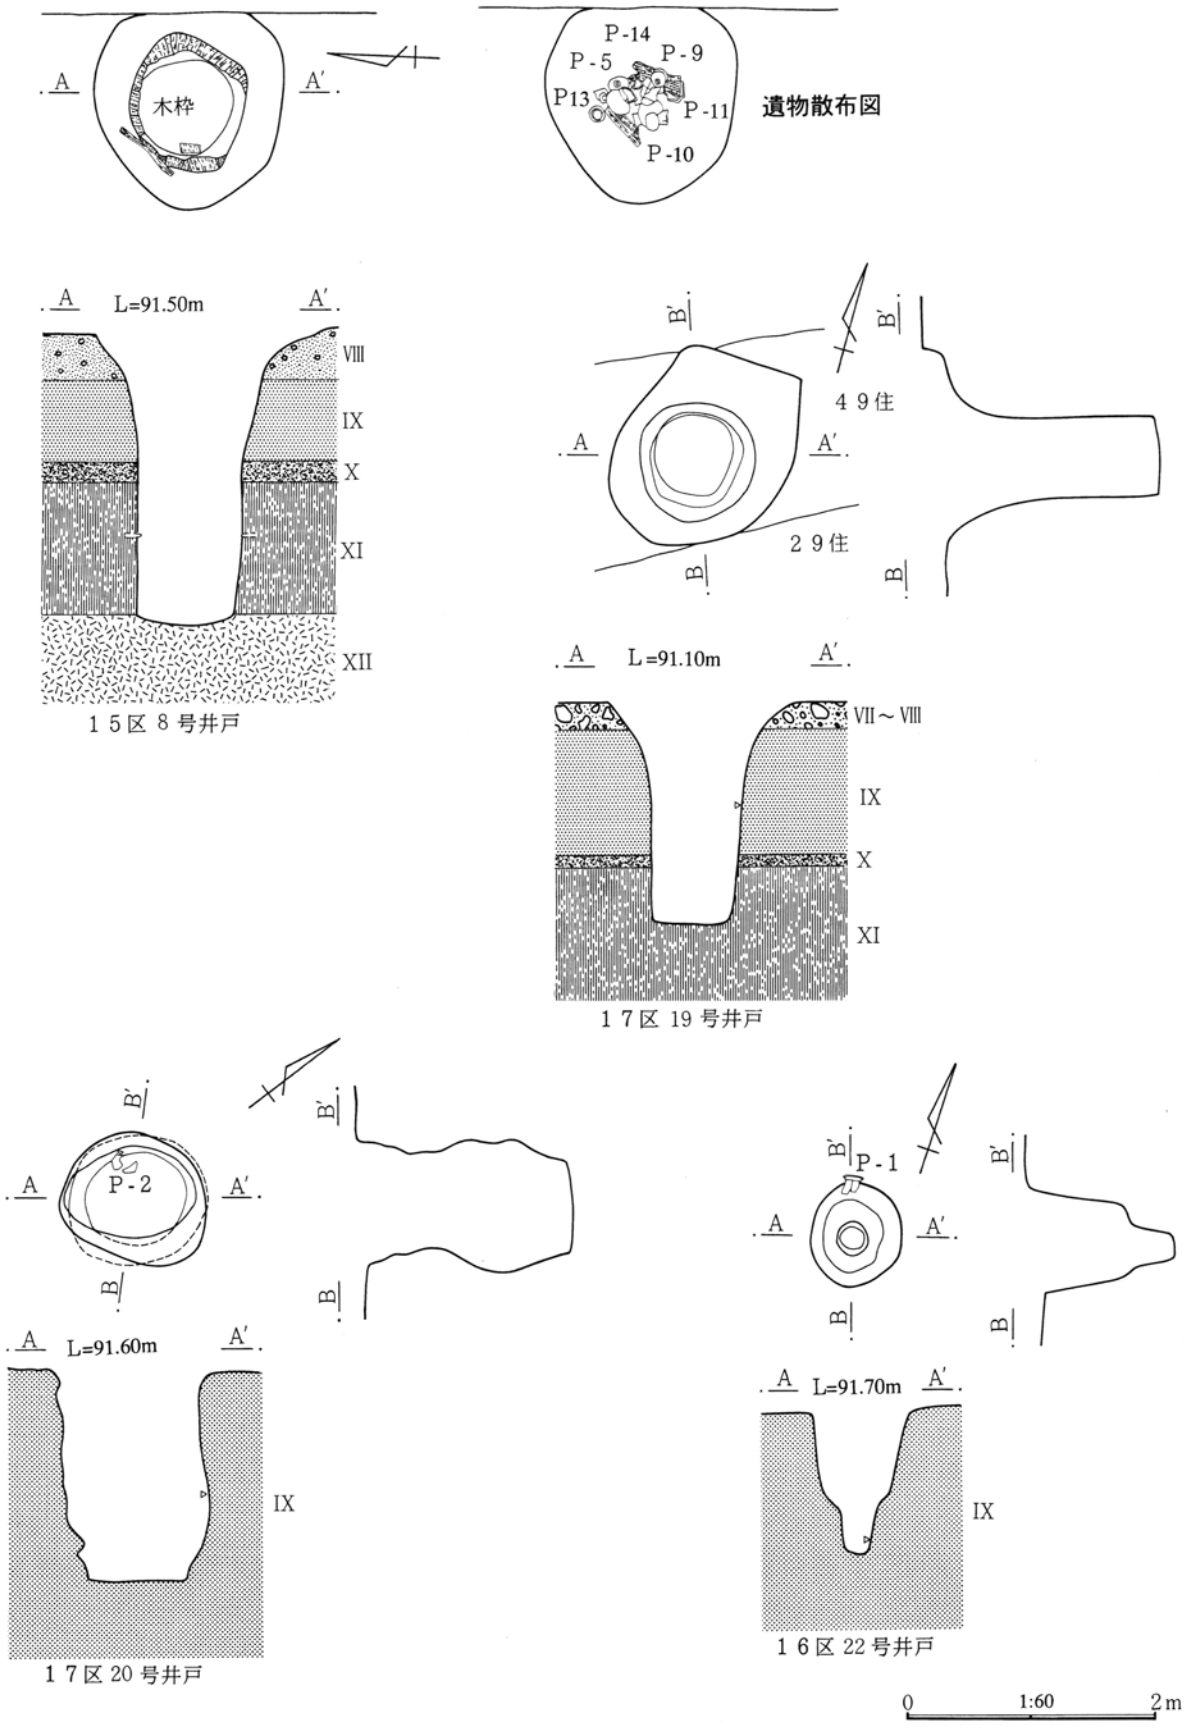 A
木枠
A′
P-14
P-5
P-9
P13
P-11
P-10
遺物散布図
A
L=91.50m
A′
VIII
IX
X
XI
XII
15区8号井戸
B′
B′
49住
A
A′
29住
B
B
A
L=91.10m
A′
VII～VIII
IX
X
XI
17区19号井戸
B′
B′
A
P-2
A′
B
B
A
L=91.60m
A′
IX
17区20号井戸
B′
P-1
B′
A
A′
B
B
A
L=91.70m
A′
IX
16区22号井戸
0
1:60
2m